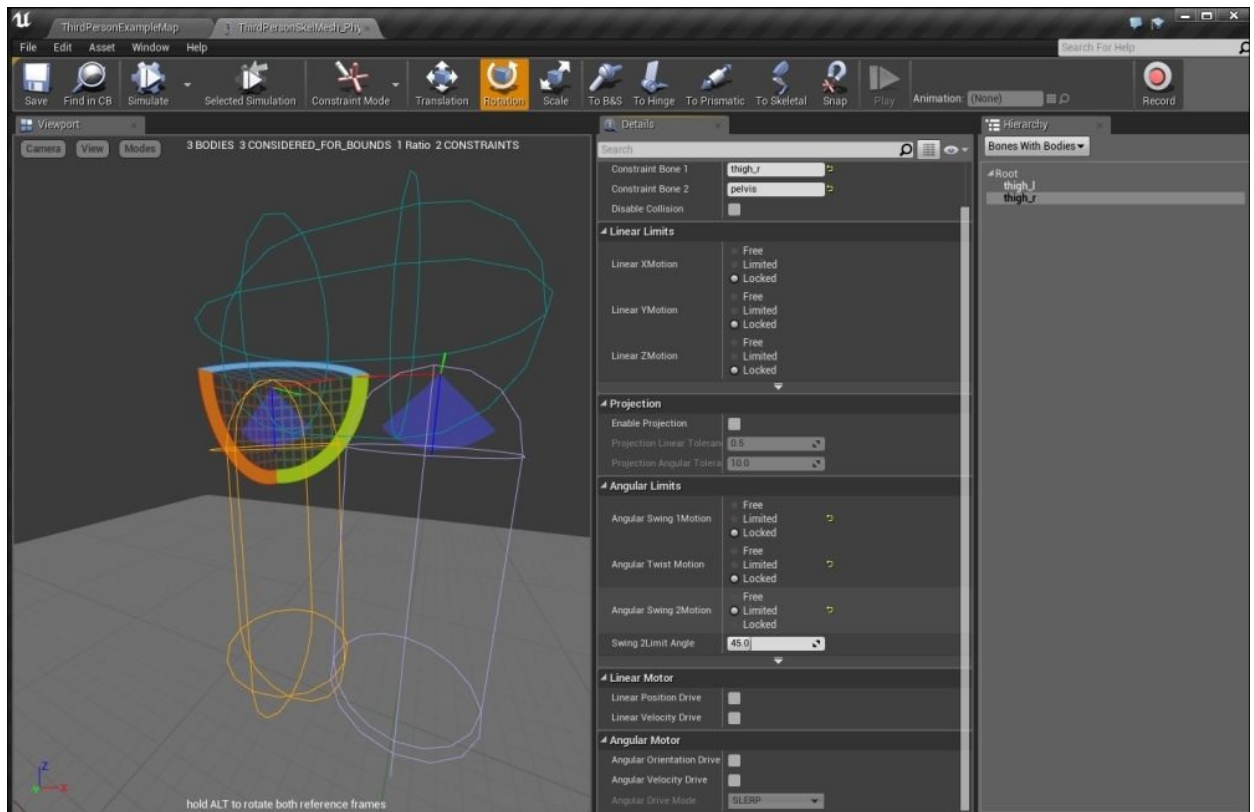 ThirdPersonExampleMap
ThirdPersonSkelMesh_Phy
File Edit Asset Window Help
Search For Help
Save Find in CB Simulate Selected Simulation Constraint Mode Translation Rotation Scale To B&S To Hinge To Prismatic To Skeletal Snap Play Animation: (None) Record
Viewport
Camera View Modes
3 BODIES 3 CONSIDERED_FOR_BOUNDS 1 Ratio 2 CONSTRAINTS
Z
X
hold ALT to rotate both reference frames
Details
Search
Constraint Bone 1 thigh_r
Constraint Bone 2 pelvis
Disable Collision
Linear Limits
Free
Linear XMotion Limited
Locked
Free
Linear YMotion Limited
Locked
Free
Linear ZMotion Limited
Locked
Projection
Enable Projection
Projection Linear Toleran 0.5
Projection Angular Tolera 10.0
Angular Limits
Free
Angular Swing 1Motion Limited
Locked
Free
Angular Twist Motion Limited
Locked
Free
Angular Swing 2Motion Limited
Locked
Swing 2Limit Angle 45.0
Linear Motor
Linear Position Drive
Linear Velocity Drive
Angular Motor
Angular Orientation Drive
Angular Velocity Drive
Angular Drive Mode SLERP
Hierarchy
Bones With Bodies
Root
thigh_l
thigh_r